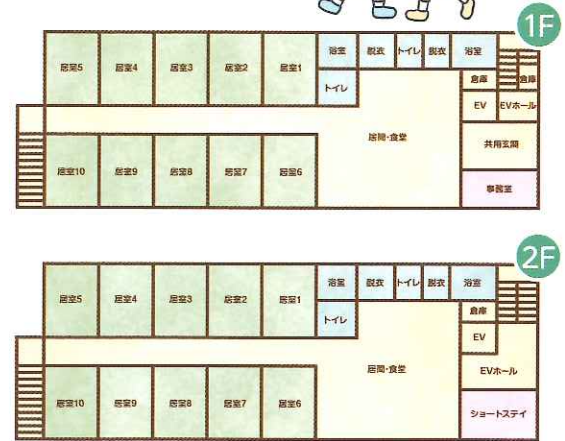 1F
浴室 脱衣 トイレ 脱衣 浴室
居室5 居室4 居室3 居室2 居室1
倉庫 倉庫
トイレ
EV EVホール
居間・食堂
共用玄関
居室10 居室9 居室8 居室7 居室6
事務室
2F
浴室 脱衣 トイレ 脱衣 浴室
居室5 居室4 居室3 居室2 居室1
倉庫
トイレ
EV
居間・食堂
EVホール
居室10 居室9 居室8 居室7 居室6
ショートステイ